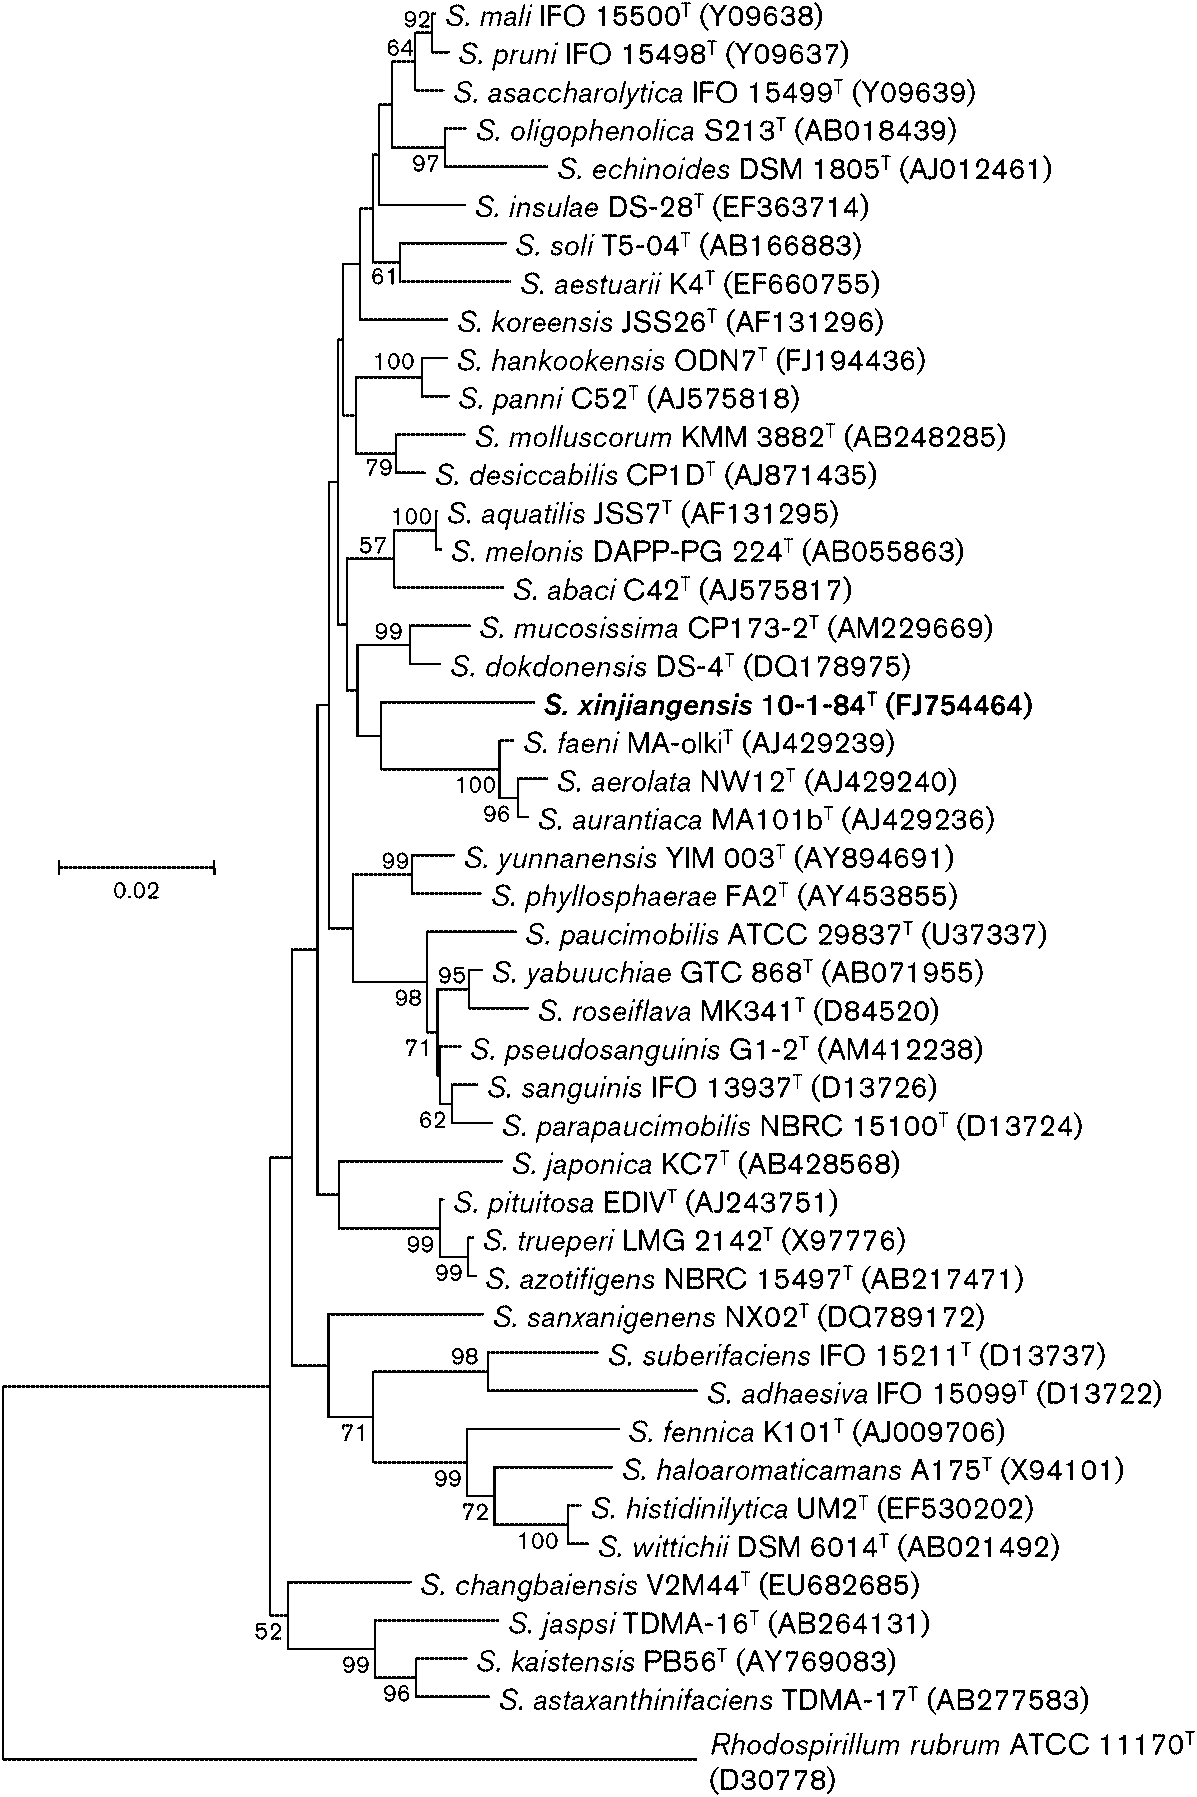 92 S. mali IFO 15500T (Y09638)
64 S. pruni IFO 15498T (Y09637)
S. asaccharolytica IFO 15499T (Y09639)
S. oligophenolica S213T (AB018439)
97 S. echinoides DSM 1805T (AJ012461)
S. insulae DS-28T (EF363714)
S. soli T5-04T (AB166883)
61 S. aestuarii K4T (EF660755)
S. koreensis JSS26T (AF131296)
100 S. hankookensis ODN7T (FJ194436)
S. panni C52T (AJ575818)
S. molluscorum KMM 3882T (AB248285)
79 S. desiccabilis CP1DT (AJ871435)
100 S. aquatilis JSS7T (AF131295)
57 S. melonis DAPP-PG 224T (AB055863)
S. abaci C42T (AJ575817)
99 S. mucosissima CP173-2T (AM229669)
S. dokdonensis DS-4T (DQ178975)
S. xinjiangensis 10-1-84T (FJ754464)
S. faeni MA-olkiT (AJ429239)
100 S. aerolata NW12T (AJ429240)
96 S. aurantiaca MA101bT (AJ429236)
99 S. yunnanensis YIM 003T (AY894691)
0.02
S. phyllosphaerae FA2T (AY453855)
S. paucimobilis ATCC 29837T (U37337)
95 S. yabuuchiae GTC 868T (AB071955)
98 S. roseiflava MK341T (D84520)
71 S. pseudosanguinis G1-2T (AM412238)
S. sanguinis IFO 13937T (D13726)
62 S. parapaucimobilis NBRC 15100T (D13724)
S. japonica KC7T (AB428568)
S. pituitosa EDIVT (AJ243751)
99 S. trueperi LMG 2142T (X97776)
99 S. azotifigens NBRC 15497T (AB217471)
S. sanxanigenens NX02T (DQ789172)
98 S. suberifaciens IFO 15211T (D13737)
S. adhaesiva IFO 15099T (D13722)
71 S. fennica K101T (AJ009706)
99 S. haloaromaticamans A175T (X94101)
72 S. histidinilytica UM2T (EF530202)
100 S. wittichii DSM 6014T (AB021492)
S. changbaiensis V2M44T (EU682685)
52 S. jaspsi TDMA-16T (AB264131)
99 S. kaistensis PB56T (AY769083)
96 S. astaxanthinifaciens TDMA-17T (AB277583)
Rhodospirillum rubrum ATCC 11170T
(D30778)